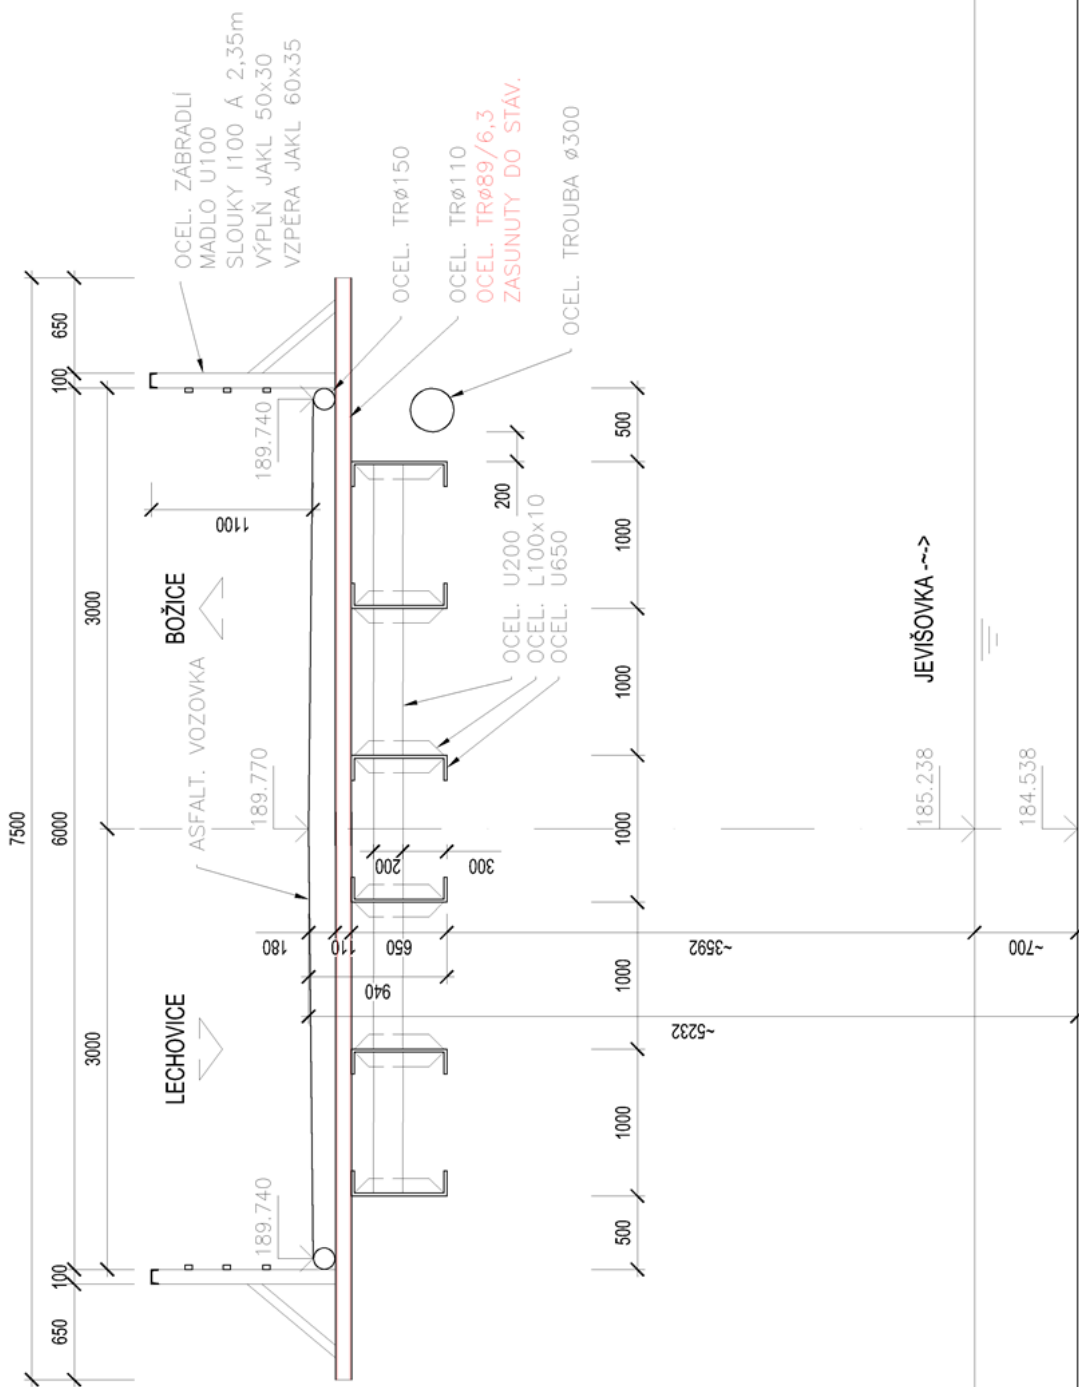 7500
650
100
6000
100
650
3000
3000
OCEL. ZÁBRADLÍ
MADLO U100
SLOUKY I100 Á 2,35m
VÝPLŇ JAKL 50x30
VZPĚRA JAKL 60x35
LECHOVICE
BOŽICE
ASFALT. VOZOVKA
1100
189.740
189.770
189.740
OCEL. TRø150
OCEL. TRø110
OCEL. TRø89/6,3
ZASUNUTY DO STÁV.
OCEL. TROUBA ø300
180
110
650
940
200
300
200
OCEL. U200
OCEL. L100x10
OCEL. U650
500
1000
1000
1000
1000
1000
500
~3592
~700
~5232
JEVIŠOVKA -~->
185.238
184.538